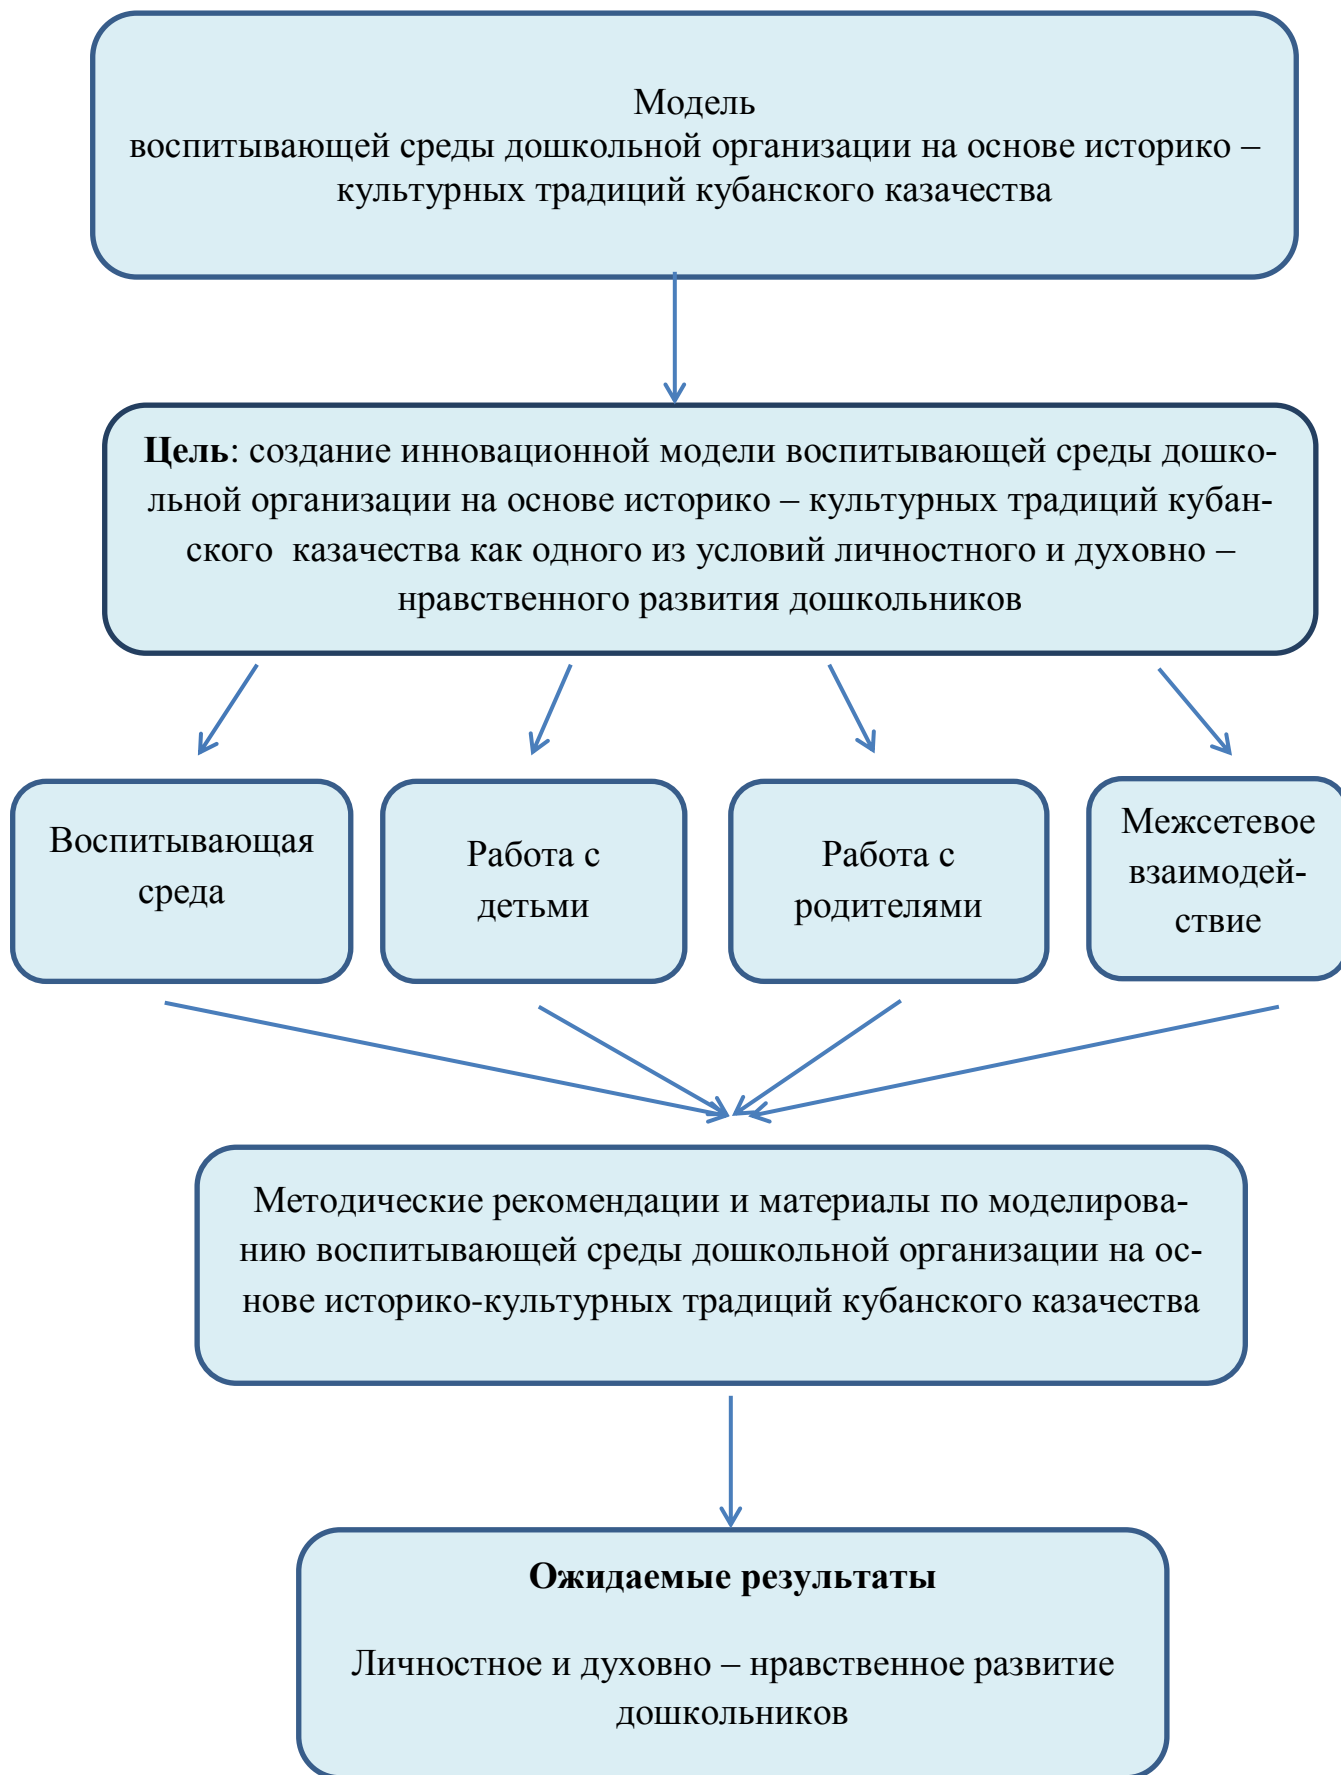 Модель
воспитывающей среды дошкольной организации на основе историко –
культурных традиций кубанского казачества
Цель: создание инновационной модели воспитывающей среды дошко-
льной организации на основе историко – культурных традиций кубан-
ского  казачества как одного из условий личностного и духовно –
нравственного развития дошкольников
Воспитывающая
среда
Работа с
детьми
Работа с
родителями
Межсетевое
взаимодей-
ствие
Методические рекомендации и материалы по моделирова-
нию воспитывающей среды дошкольной организации на ос-
нове историко-культурных традиций кубанского казачества
Ожидаемые результаты
Личностное и духовно – нравственное развитие
дошкольников